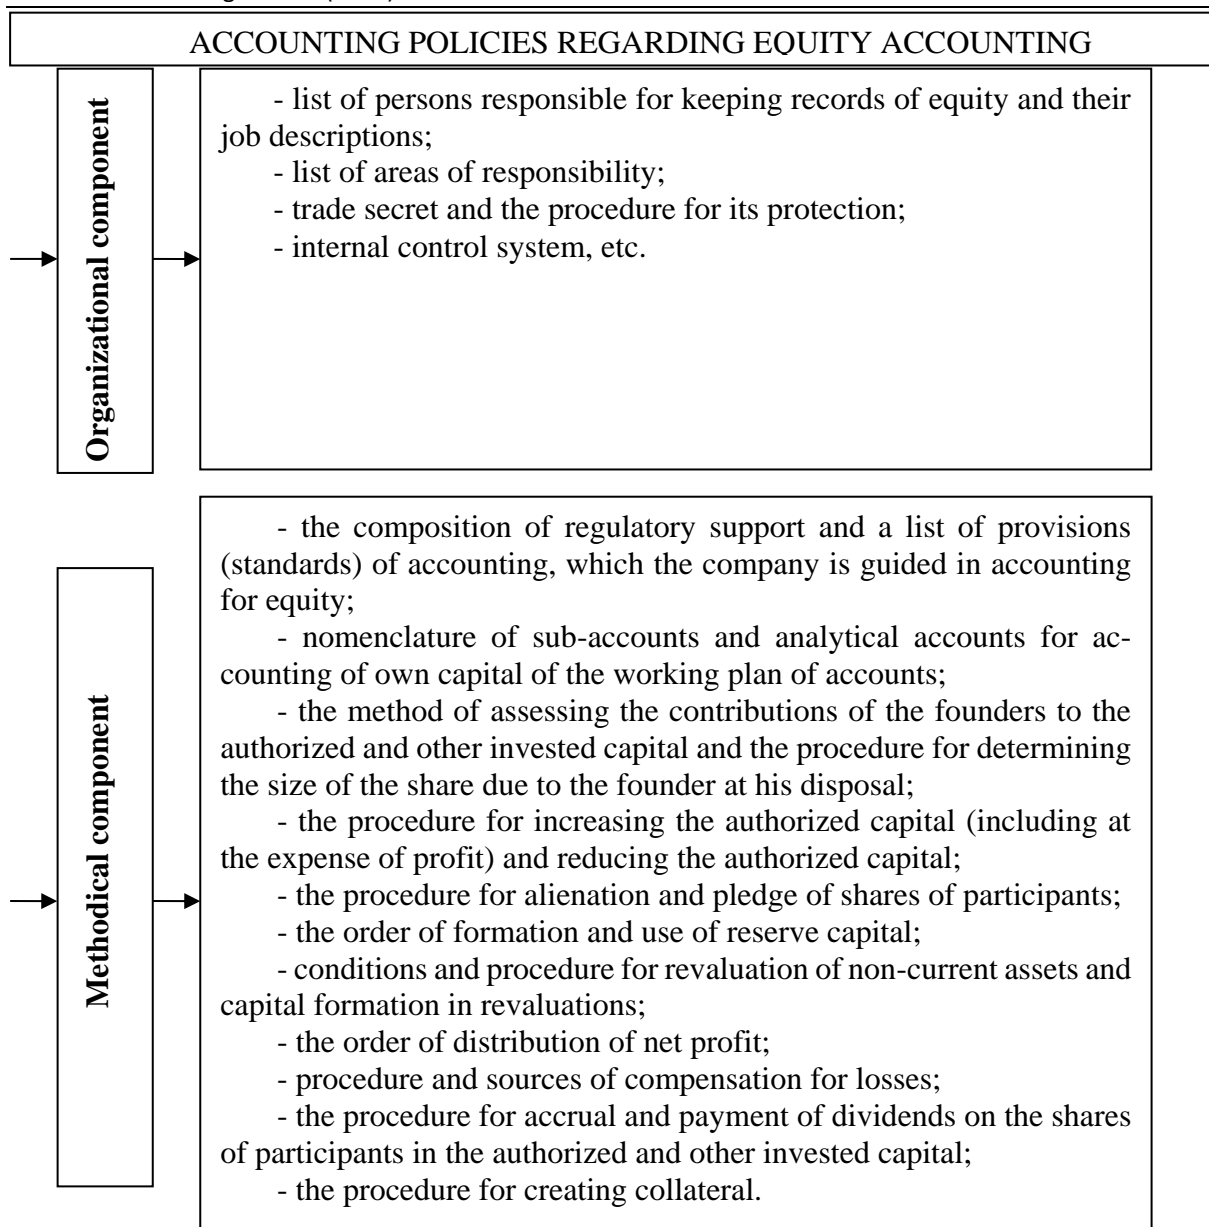 ACCOUNTING POLICIES REGARDING EQUITY ACCOUNTING
Organizational component
- list of persons responsible for keeping records of equity and their
job descriptions;
- list of areas of responsibility;
- trade secret and the procedure for its protection;
- internal control system, etc.
Methodical component
- the composition of regulatory support and a list of provisions
(standards) of accounting, which the company is guided in accounting
for equity;
- nomenclature of sub-accounts and analytical accounts for ac-
counting of own capital of the working plan of accounts;
- the method of assessing the contributions of the founders to the
authorized and other invested capital and the procedure for determining
the size of the share due to the founder at his disposal;
- the procedure for increasing the authorized capital (including at
the expense of profit) and reducing the authorized capital;
- the procedure for alienation and pledge of shares of participants;
- the order of formation and use of reserve capital;
- conditions and procedure for revaluation of non-current assets and
capital formation in revaluations;
- the order of distribution of net profit;
- procedure and sources of compensation for losses;
- the procedure for accrual and payment of dividends on the shares
of participants in the authorized and other invested capital;
- the procedure for creating collateral.